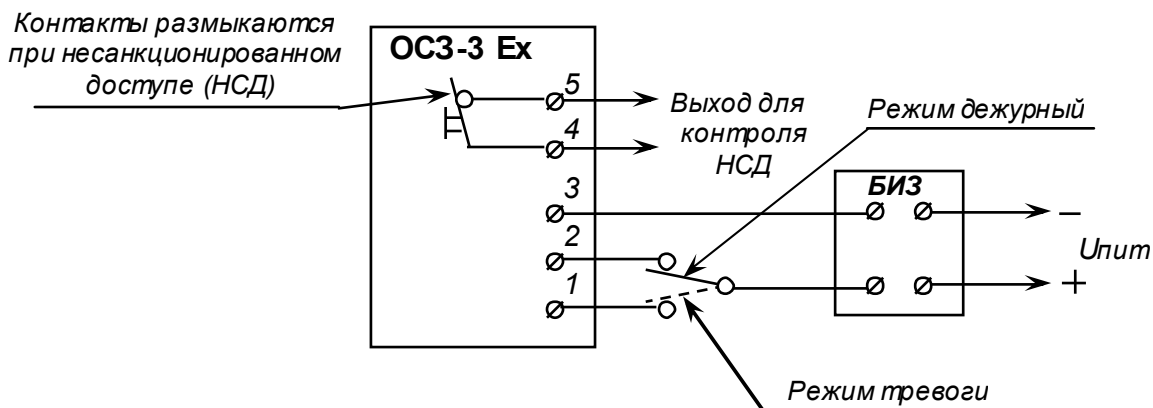 Контакты размыкаются
при несанкционированном
доступе (НСД)
ОСЗ-3 Ex
5
4
3
2
1
Выход для
контроля
НСД
Режим дежурный
БИЗ
–
Uпит
+
Режим тревоги